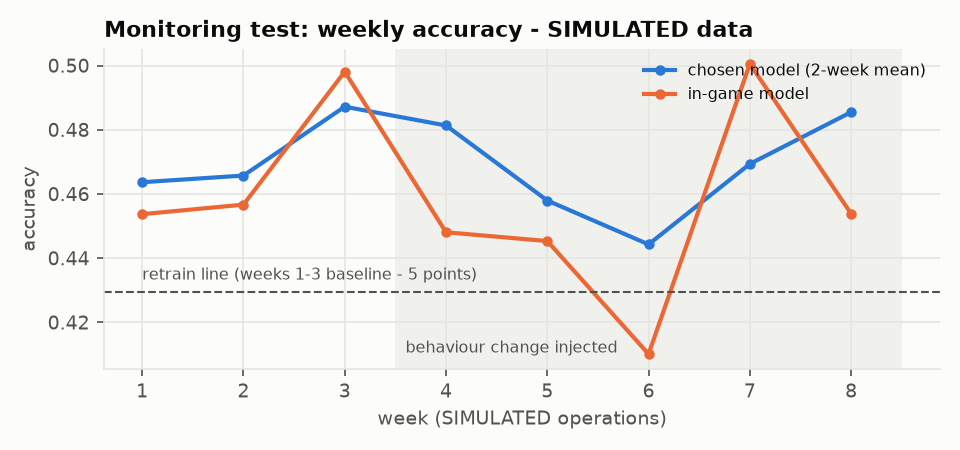 Monitoring test: weekly accuracy - SIMULATED data
chosen model (2-week mean)
in-game model
0.50
0.48
0.46
0.44
0.42
accuracy
retrain line (weeks 1-3 baseline - 5 points)
behaviour change injected
1 2 3 4 5 6 7 8
week (SIMULATED operations)